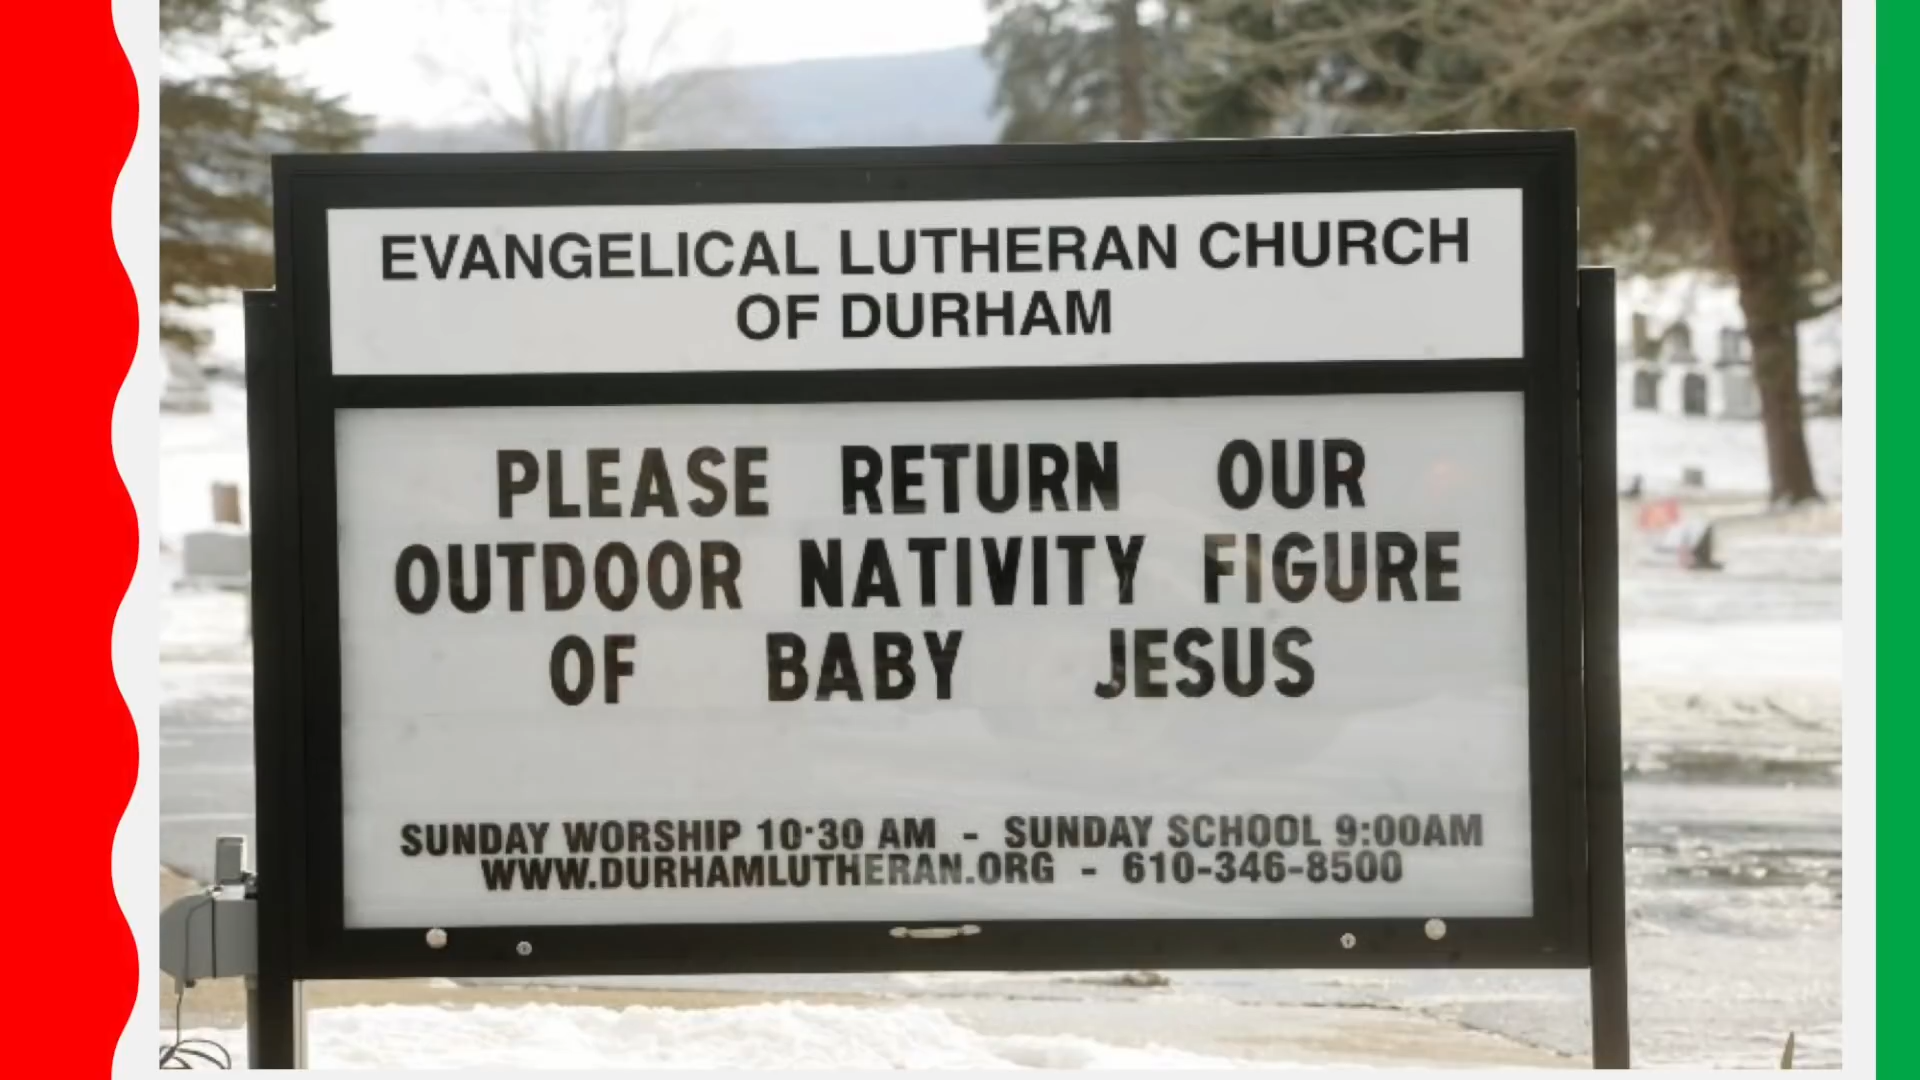 EVANGELICAL LUTHERAN CHURCH
OF DURHAM
PLEASE RETURN OUR
OUTDOOR NATIVITY FIGURE
OF BABY JESUS
SUNDAY WORSHIP 10:30 AM - SUNDAY SCHOOL 9:00AM
WWW.DURHAMLUTHERAN.ORG - 610-346-8500